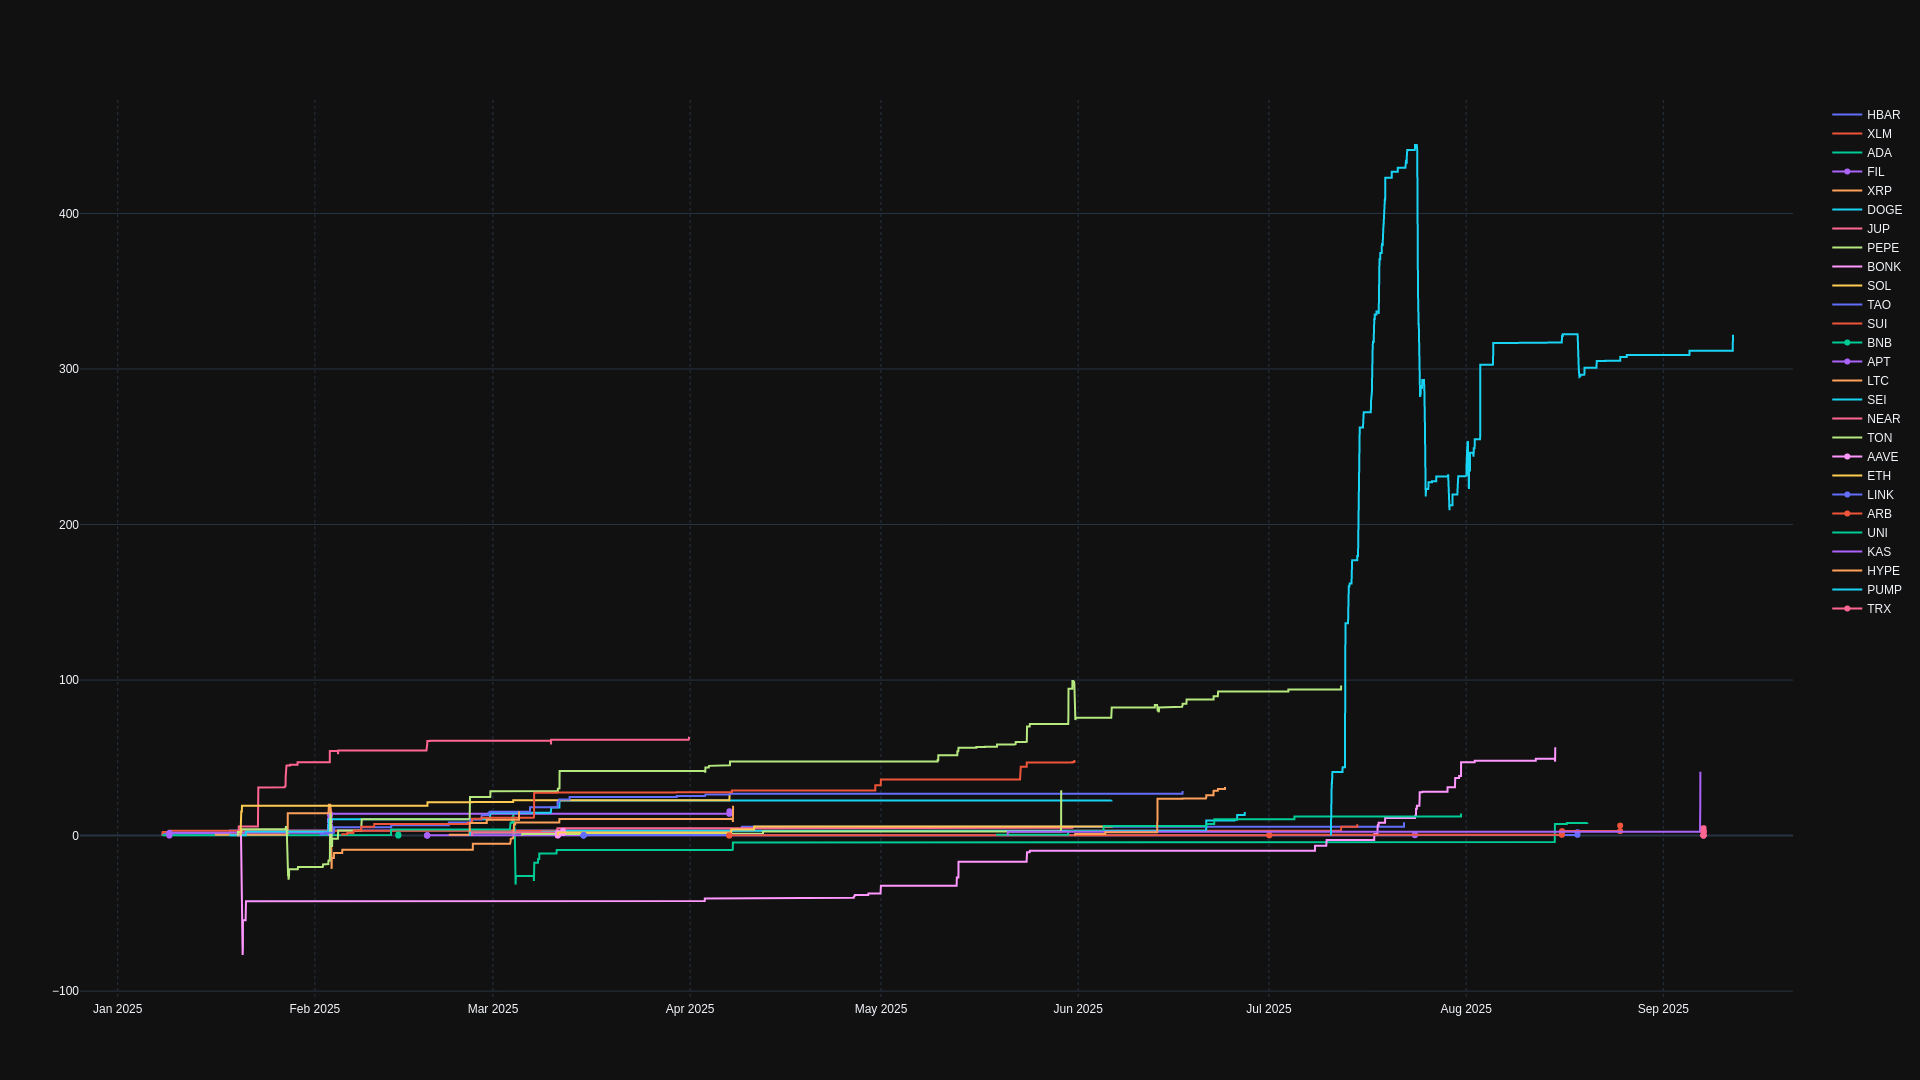 400
300
200
100
0
−100
Jan 2025
Feb 2025
Mar 2025
Apr 2025
May 2025
Jun 2025
Jul 2025
Aug 2025
Sep 2025
HBAR
XLM
ADA
FIL
XRP
DOGE
JUP
PEPE
BONK
SOL
TAO
SUI
BNB
APT
LTC
SEI
NEAR
TON
AAVE
ETH
LINK
ARB
UNI
KAS
HYPE
PUMP
TRX